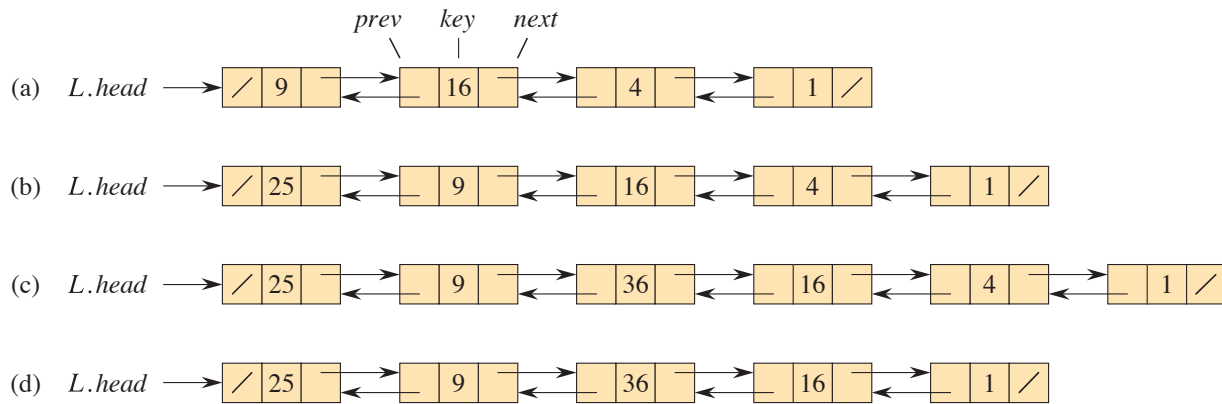 prev key next
(a) L.head / 9 16 4 1 /
(b) L.head / 25 9 16 4 1 /
(c) L.head / 25 9 36 16 4 1 /
(d) L.head / 25 9 36 16 1 /